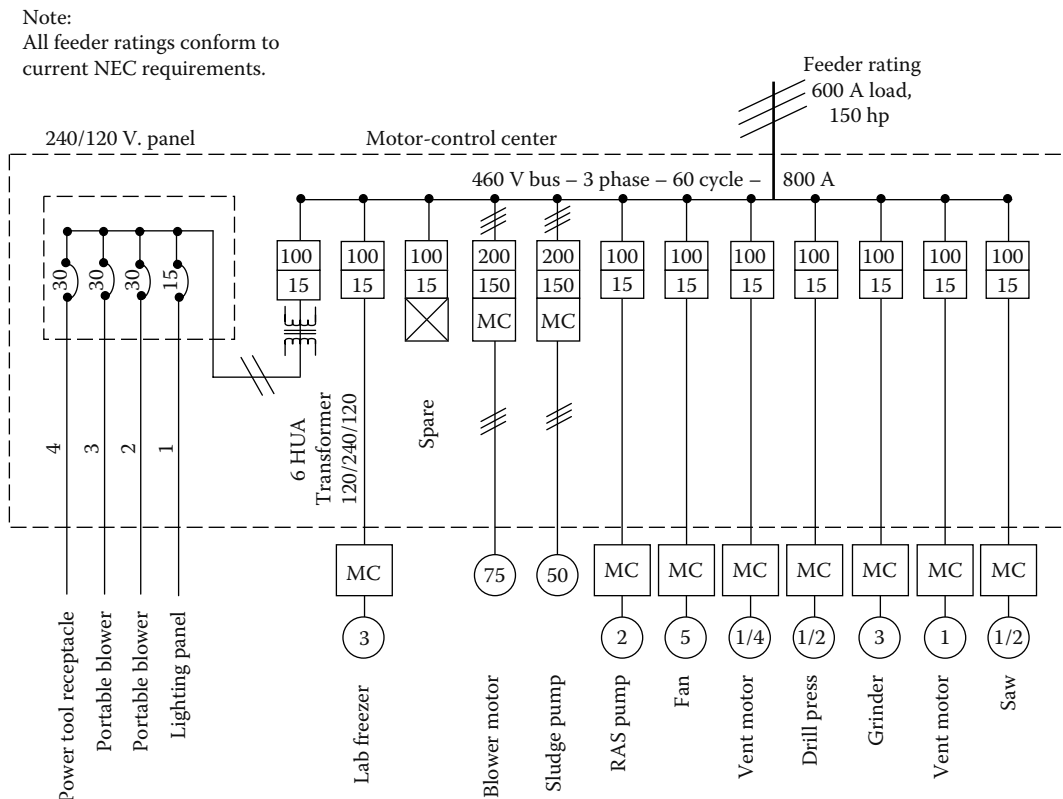 Note:
All feeder ratings conform to
current NEC requirements.
Feeder rating
600 A load,
150 hp
240/120 V. panel
Motor-control center
460 V bus – 3 phase – 60 cycle – 800 A
30
30
30
15
100
15
100
15
100
15
200
150
MC
200
150
MC
100
15
100
15
100
15
100
15
100
15
100
15
100
15
4
3
2
1
6 HUA
Transformer
120/240/120
Spare
MC
75
50
MC
MC
MC
MC
MC
MC
MC
3
2
5
1/4
1/2
3
1
1/2
Power tool receptacle
Portable blower
Portable blower
Lighting panel
Lab freezer
Blower motor
Sludge pump
RAS pump
Fan
Vent motor
Drill press
Grinder
Vent motor
Saw